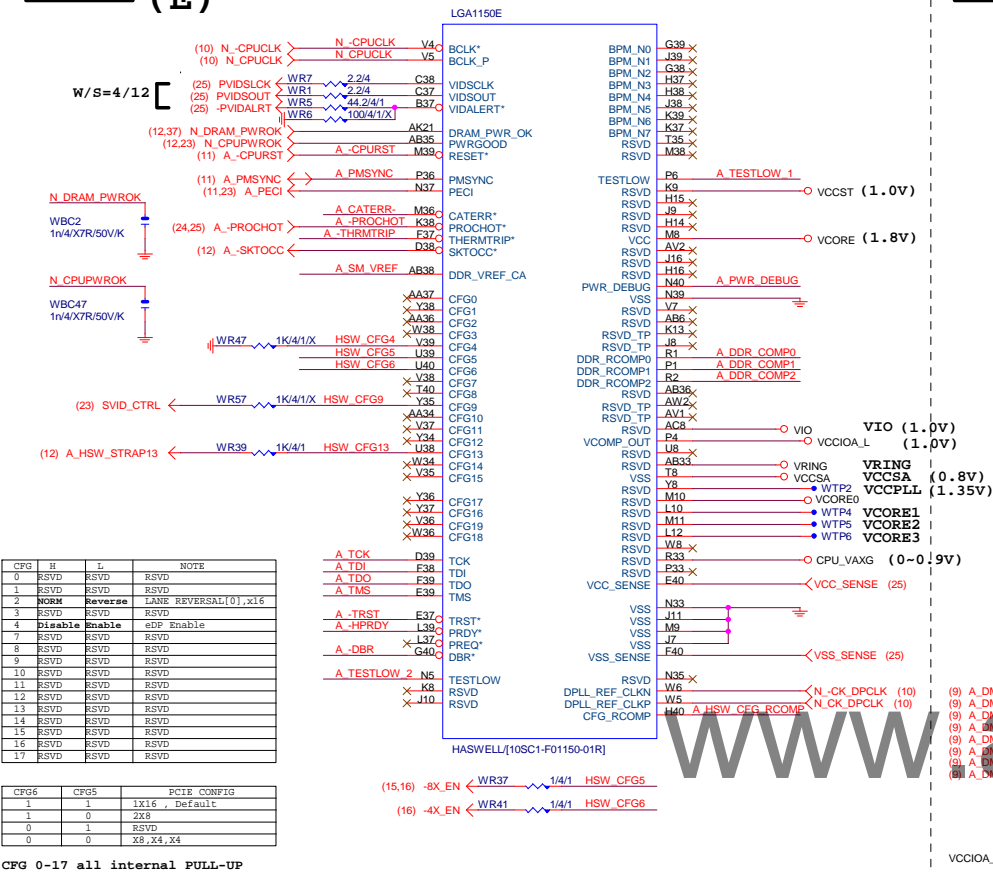 (E)
LGA1150E
(10) N_-CPUCLK N_-CPUCLK V4 BCLK*
(10) N_CPUCLK N_CPUCLK V5 BCLK_P
W/S=4/12
(25) PVIDSLCK WR7 2.2/4 C38 VIDSCLK
(25) PVIDSOUT WR1 2.2/4 C37 VIDSOUT
(25) -PVIDALRT WR5 44.2/4/1 B37 VIDALERT*
WR6 100/4/1/X
(12,37) N_DRAM_PWROK AK21 DRAM_PWR_OK
(12,23) N_CPUPWROK AB35 PWRGOOD
(11) A_-CPURST A_-CPURST M39 RESET*
(11) A_PMSYNC A_PMSYNC P36 PMSYNC
(11,23) A_PECI N37 PECI
A_CATERR- M36 CATERR*
(24,25) A_-PROCHOT A_-PROCHOT K38 PROCHOT*
A_-THRMTRIP F37 THERMTRIP*
(12) A_-SKTOCC D38 SKTOCC*
A_SM_VREF AB38 DDR_VREF_CA
N_DRAM_PWROK
WBC2
1n/4/X7R/50V/K
N_CPUPWROK
WBC47
1n/4/X7R/50V/K
AA37 CFG0
Y38 CFG1
AA36 CFG2
W38 CFG3
WR47 1K/4/1/X HSW_CFG4 V39 CFG4
HSW_CFG5 U39 CFG5
HSW_CFG6 U40 CFG6
V38 CFG7
T40 CFG8
(23) SVID_CTRL WR57 1K/4/1/X HSW_CFG9 Y35 CFG9
AA34 CFG10
V37 CFG11
Y34 CFG12
(12) A_HSW_STRAP13 WR39 1K/4/1 HSW_CFG13 U38 CFG13
W34 CFG14
V35 CFG15
Y36 CFG17
Y37 CFG16
V36 CFG19
W36 CFG18
A_TCK D39 TCK
A_TDI F38 TDI
A_TDO F39 TDO
A_TMS E39 TMS
A_-TRST E37 TRST*
A_-HPRDY L39 PRDY*
L37 PREQ*
A_-DBR G40 DBR*
A_TESTLOW_2 N5 TESTLOW
K8 RSVD
J10 RSVD
BPM_N0 G39
BPM_N1 J39
BPM_N2 G38
BPM_N3 H37
BPM_N4 H38
BPM_N5 J38
BPM_N6 K39
BPM_N7 K37
RSVD T35
RSVD M38
TESTLOW P6 A_TESTLOW_1
RSVD K9 VCCST (1.0V)
RSVD H15
RSVD J9
RSVD H14
VCC M8 VCORE (1.8V)
RSVD AV2
RSVD J16
RSVD H16
PWR_DEBUG N40 A_PWR_DEBUG
VSS N39
RSVD V7
RSVD AB6
RSVD_TP K13
RSVD_TP J8
DDR_RCOMP0 R1 A_DDR_COMP0
DDR_RCOMP1 P1 A_DDR_COMP1
DDR_RCOMP2 R2 A_DDR_COMP2
RSVD AB36
RSVD_TP AW2
RSVD_TP AV1
RSVD AC8 VIO VIO (1.0V)
VCOMP_OUT P4 VCCIOA_L (1.0V)
RSVD U8
RSVD AB33 VRING VRING
VSS T8 VCCSA VCCSA (0.8V)
RSVD Y8 WTP2 VCCPLL (1.35V)
RSVD M10 VCORE0
RSVD L10 WTP4 VCORE1
RSVD M11 WTP5 VCORE2
RSVD L12 WTP6 VCORE3
RSVD W8
RSVD R33 CPU_VAXG (0~0.9V)
RSVD P33
VCC_SENSE E40 VCC_SENSE (25)
VSS N33
VSS J11
VSS M9
VSS J7
VSS_SENSE F40 VSS_SENSE (25)
RSVD N35
DPLL_REF_CLKN W6 N_-CK_DPCLK (10)
DPLL_REF_CLKP W5 N_CK_DPCLK (10)
CFG_RCOMP H40 A_HSW_CFG_RCOMP
HASWELL/[10SC1-F01150-01R]
(15,16) -8X_EN WR37 1/4/1 HSW_CFG5
(16) -4X_EN WR41 1/4/1 HSW_CFG6
CFG H L NOTE
0 RSVD RSVD RSVD
1 RSVD RSVD RSVD
2 NORM Reverse LANE REVERSAL[0],x16
3 RSVD RSVD RSVD
4 Disable Enable eDP Enable
7 RSVD RSVD RSVD
8 RSVD RSVD RSVD
9 RSVD RSVD RSVD
10 RSVD RSVD RSVD
11 RSVD RSVD RSVD
12 RSVD RSVD RSVD
13 RSVD RSVD RSVD
14 RSVD RSVD RSVD
15 RSVD RSVD RSVD
16 RSVD RSVD RSVD
17 RSVD RSVD RSVD
CFG6 CFG5 PCIE CONFIG
1 1 1X16 , Default
1 0 2X8
0 1 RSVD
0 0 X8,X4,X4
CFG 0-17 all internal PULL-UP
www.
(9) A_DM
(9) A_DM
(9) A_DM
(9) A_DM
(9) A_DM
(9) A_DM
(9) A_DM
(9) A_DM
VCCIOA_